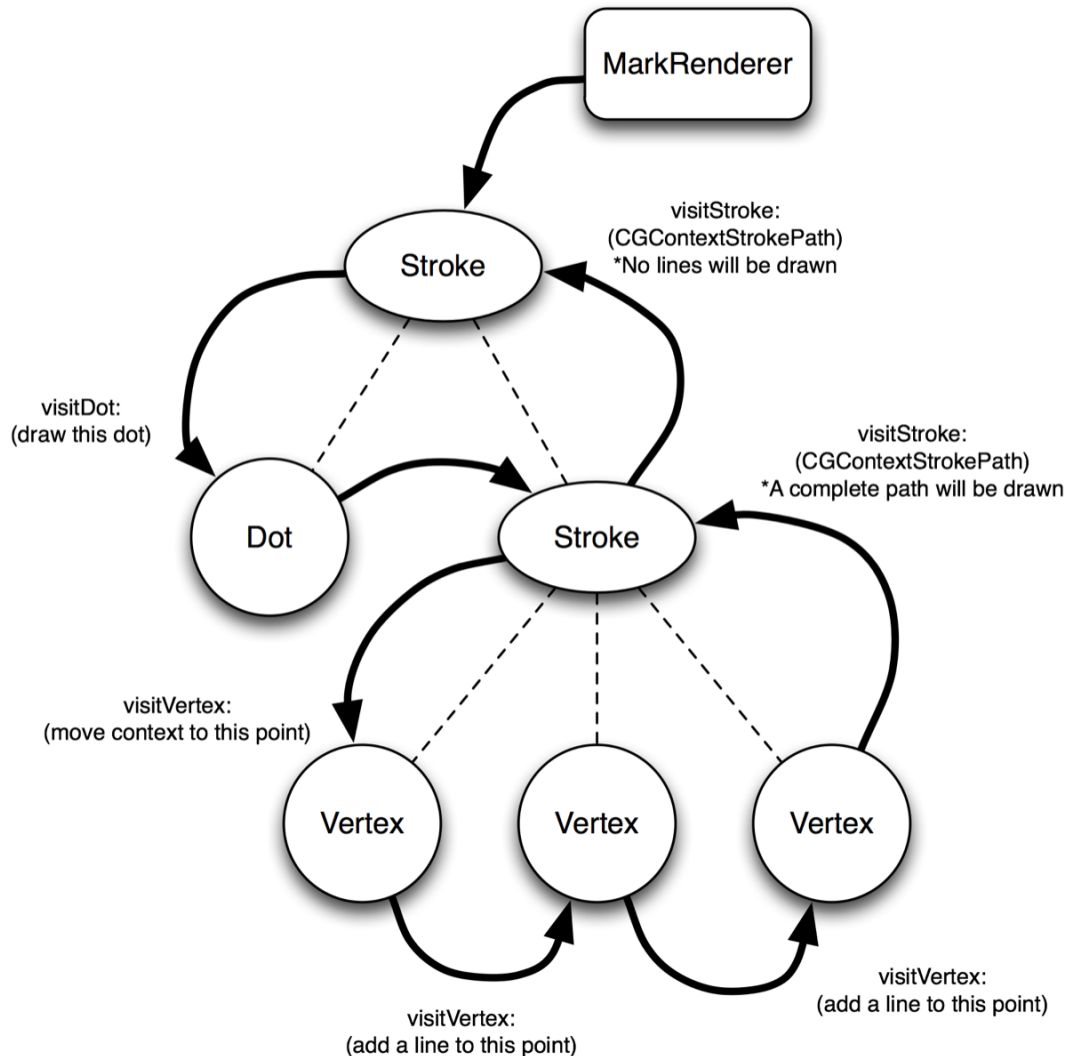 MarkRenderer
visitStroke:
(CGContextStrokePath)
*No lines will be drawn
Stroke
visitDot:
(draw this dot)
visitStroke:
(CGContextStrokePath)
*A complete path will be drawn
Dot
Stroke
visitVertex:
(move context to this point)
Vertex
Vertex
Vertex
visitVertex:
(add a line to this point)
visitVertex:
(add a line to this point)